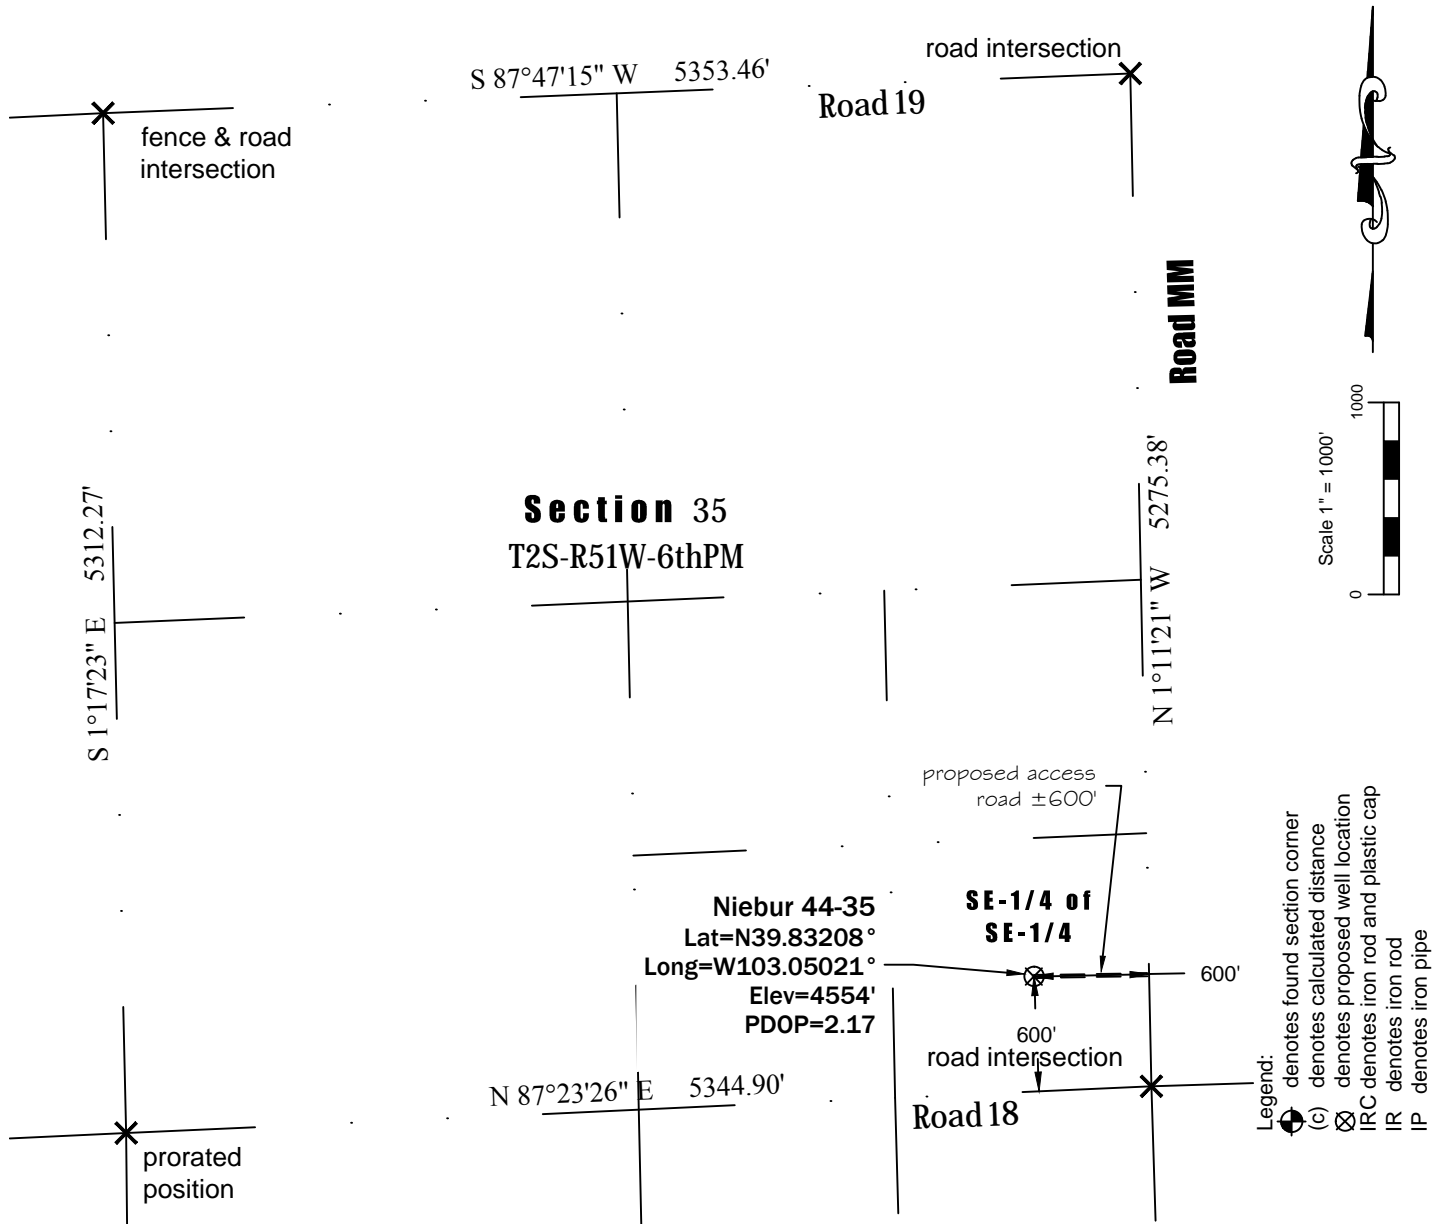 S 87°47'15" W 5353.46'
road intersection
Road 19
fence & road
intersection
Road MM
1000
0
Scale 1" = 1000'
S 1°17'23" E 5312.27'
Section 35
T2S-R51W-6thPM
N 1°11'21" W 5275.38'
proposed access
road ±600'
Niebur 44-35
Lat=N39.83208°
Long=W103.05021°
Elev=4554'
PDOP=2.17
SE-1/4 of
SE-1/4
600'
600'
road intersection
N 87°23'26" E 5344.90'
Road 18
prorated
position
Legend:
denotes found section corner
(c) denotes calculated distance
denotes proposed well location
IRC denotes iron rod and plastic cap
IR denotes iron rod
IP denotes iron pipe